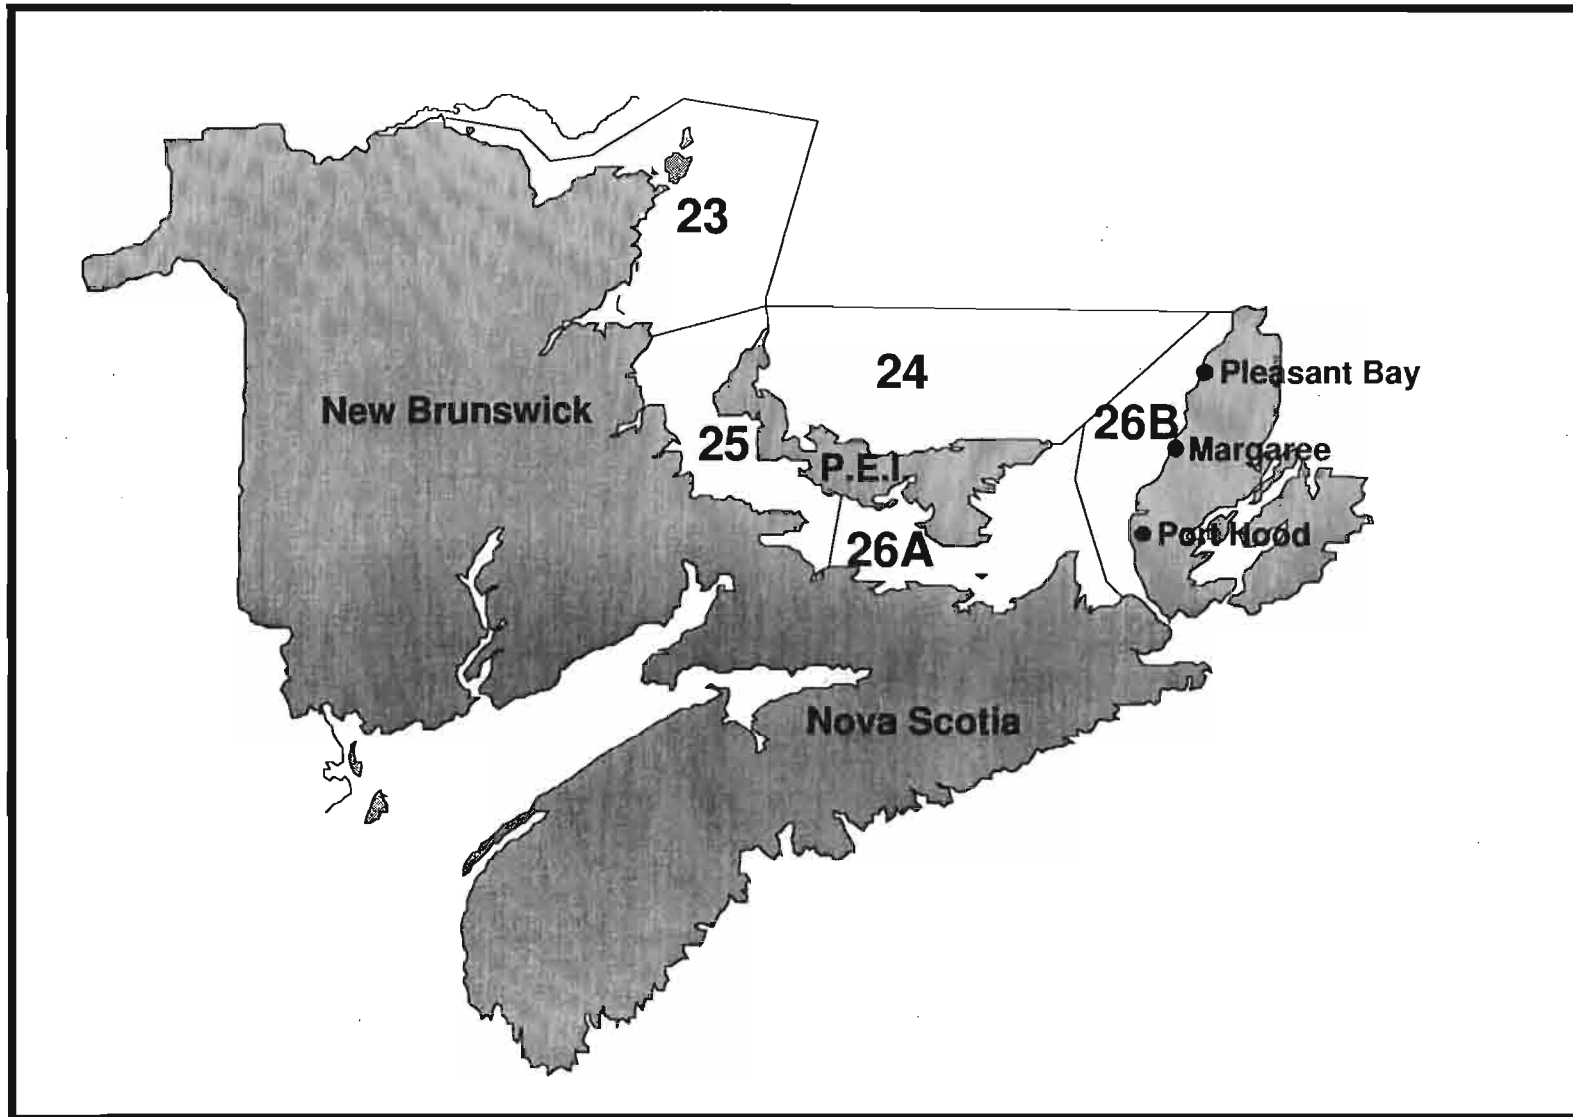 23
24
Pleasant Bay
New Brunswick
26B
25
Margaree
P.E.I.
Port Hood
26A
Nova Scotia